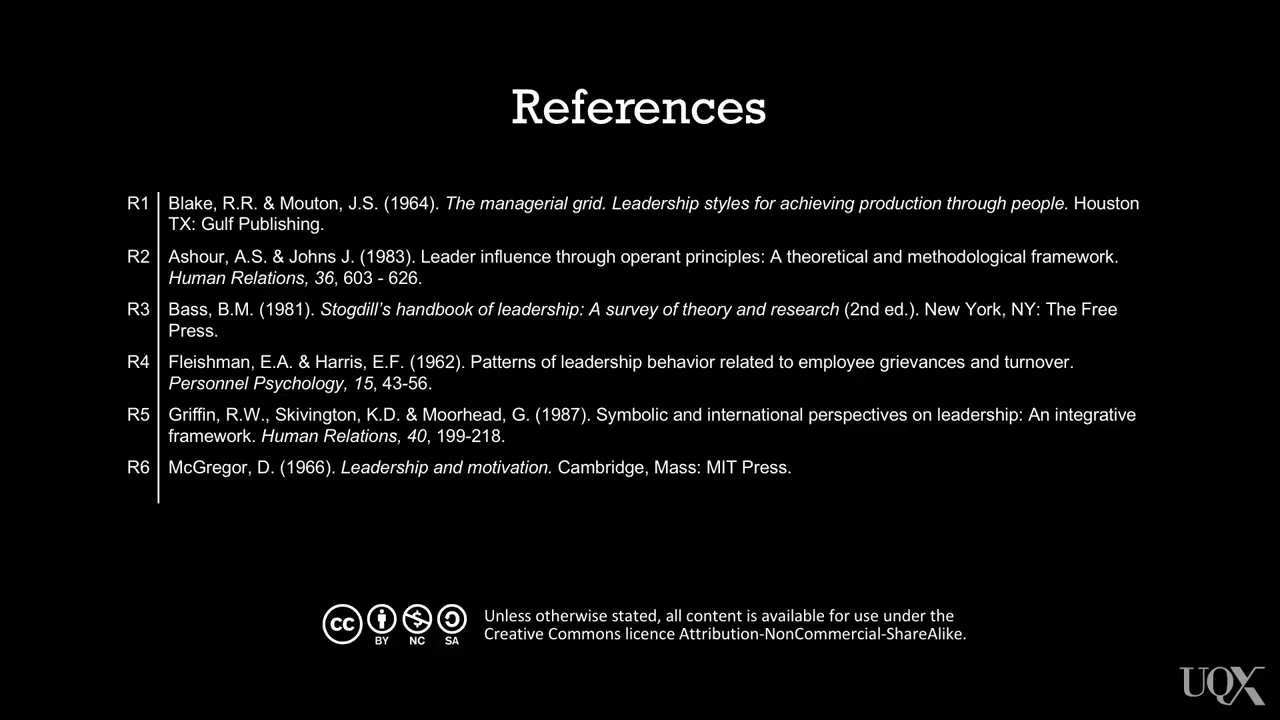 References
R1 Blake, R.R. & Mouton, J.S. (1964). The managerial grid. Leadership styles for achieving production through people. Houston
TX: Gulf Publishing.
R2 Ashour, A.S. & Johns J. (1983). Leader influence through operant principles: A theoretical and methodological framework.
Human Relations, 36, 603 - 626.
R3 Bass, B.M. (1981). Stogdill’s handbook of leadership: A survey of theory and research (2nd ed.). New York, NY: The Free
Press.
R4 Fleishman, E.A. & Harris, E.F. (1962). Patterns of leadership behavior related to employee grievances and turnover.
Personnel Psychology, 15, 43-56.
R5 Griffin, R.W., Skivington, K.D. & Moorhead, G. (1987). Symbolic and international perspectives on leadership: An integrative
framework. Human Relations, 40, 199-218.
R6 McGregor, D. (1966). Leadership and motivation. Cambridge, Mass: MIT Press.
cc BY NC SA
Unless otherwise stated, all content is available for use under the
Creative Commons licence Attribution-NonCommercial-ShareAlike.
UQX